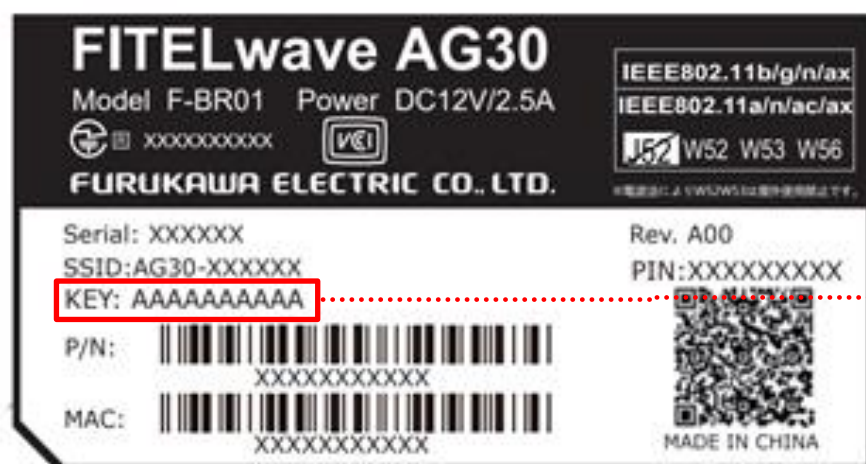 FITELwave AG30
Model F-BR01 Power DC12V/2.5A
XXXXXXXXXX VCCI
FURUKAWA ELECTRIC CO., LTD.
IEEE802.11b/g/n/ax
IEEE802.11a/n/ac/ax
J52 W52 W53 W56
Serial: XXXXXX
SSID:AG30-XXXXXX
KEY: AAAAAAAAAA
P/N:
XXXXXXXXXXX
MAC:
XXXXXXXXXXX
Rev. A00
PIN:XXXXXXXXX
MADE IN CHINA